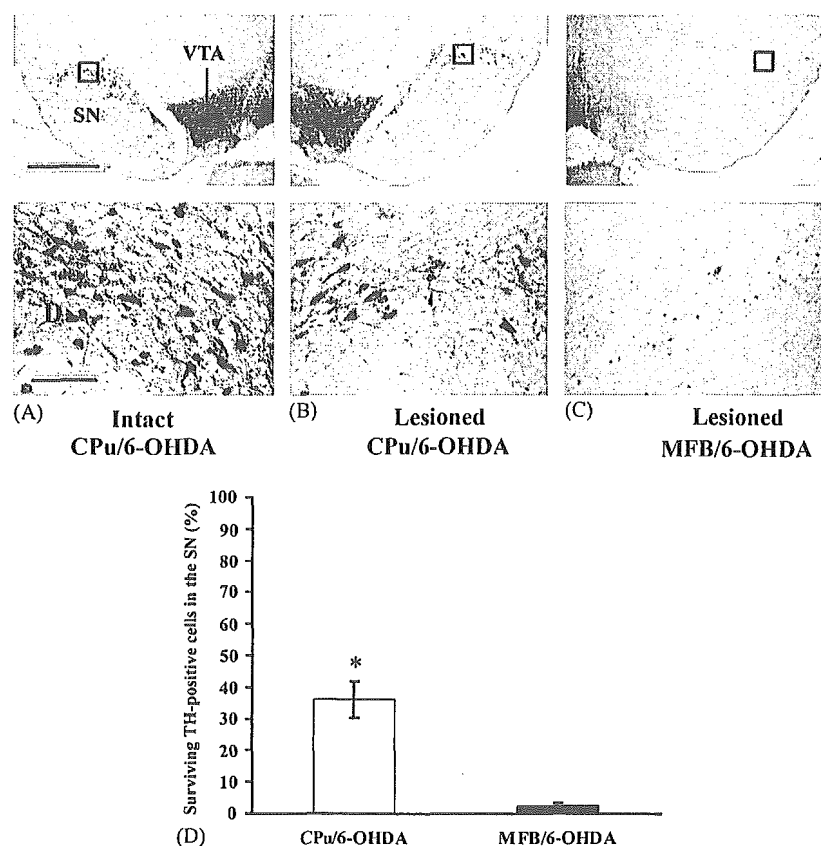 VTA
SN
D
(A)
Intact
CPu/6-OHDA
(B)
Lesioned
CPu/6-OHDA
(C)
Lesioned
MFB/6-OHDA
Surviving TH-positive cells in the SN (%)
100
90
80
70
60
50
40
30
20
10
0
*
CPu/6-OHDA
MFB/6-OHDA
(D)